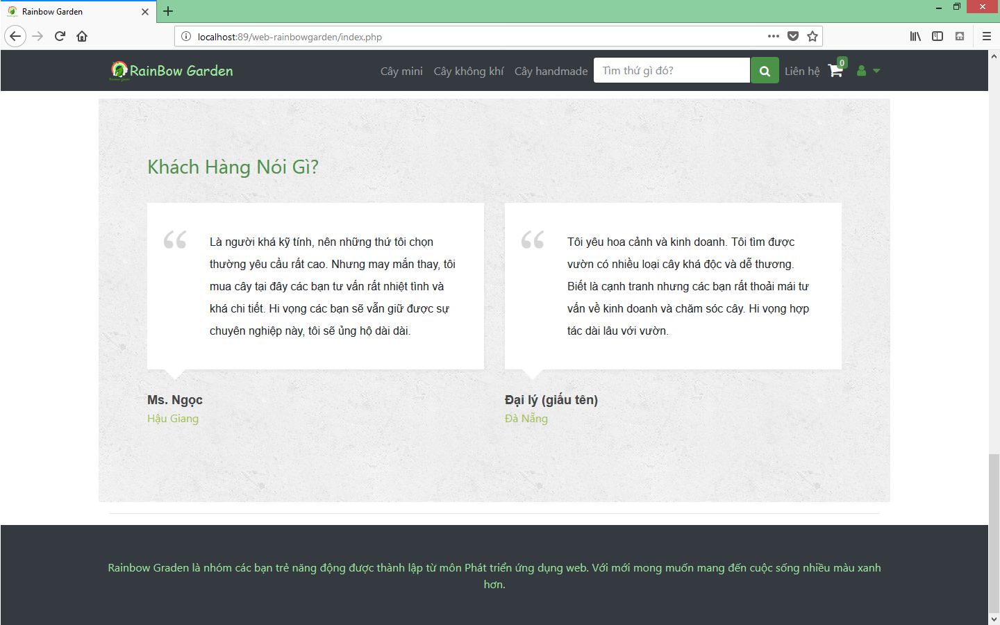 Rainbow Garden
localhost:89/web-rainbowgarden/index.php
RainBow Garden
Cây mini
Cây không khí
Cây handmade
Tìm thứ gì đó?
Liên hệ
0
Khách Hàng Nói Gì?
Là người khá kỹ tính, nên những thứ tôi chọn
thường yêu cầu rất cao. Nhưng may mắn thay, tôi
mua cây tại đây các bạn tư vấn rất nhiệt tình và
khá chi tiết. Hi vọng các bạn sẽ vẫn giữ được sự
chuyên nghiệp này, tôi sẽ ủng hộ dài dài.
Ms. Ngọc
Hậu Giang
Tôi yêu hoa cảnh và kinh doanh. Tôi tìm được
vườn có nhiều loại cây khá độc và dễ thương.
Biết là cạnh tranh nhưng các bạn rất thoải mái tư
vấn về kinh doanh và chăm sóc cây. Hi vọng hợp
tác dài lâu với vườn.
Đại lý (giấu tên)
Đà Nẵng
Rainbow Graden là nhóm các bạn trẻ năng động được thành lập từ môn Phát triển ứng dụng web. Với mới mong muốn mang đến cuộc sống nhiều màu xanh
hơn.